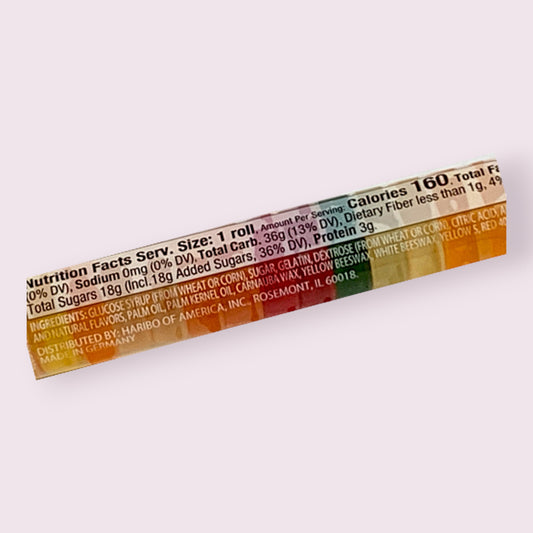 Nutrition Facts Serv. Size: 1 roll, Amount Per Serving: Calories 160, Total Fa
(0% DV), Sodium 0mg (0% DV), Total Carb. 36g (13% DV), Dietary Fiber less than 1g, 4%
Total Sugars 18g (Incl.18g Added Sugars, 36% DV), Protein 3g.
INGREDIENTS: GLUCOSE SYRUP (FROM WHEAT OR CORN), SUGAR, GELATIN, DEXTROSE (FROM WHEAT OR CORN), CITRIC ACID, A
AND NATURAL FLAVORS, PALM OIL, PALM KERNEL OIL, CARNAUBA WAX, YELLOW BEESWAX, WHITE BEESWAX, YELLOW 5, RED 40
DISTRIBUTED BY: HARIBO OF AMERICA, INC. ROSEMONT, IL 60018.
MADE IN GERMANY